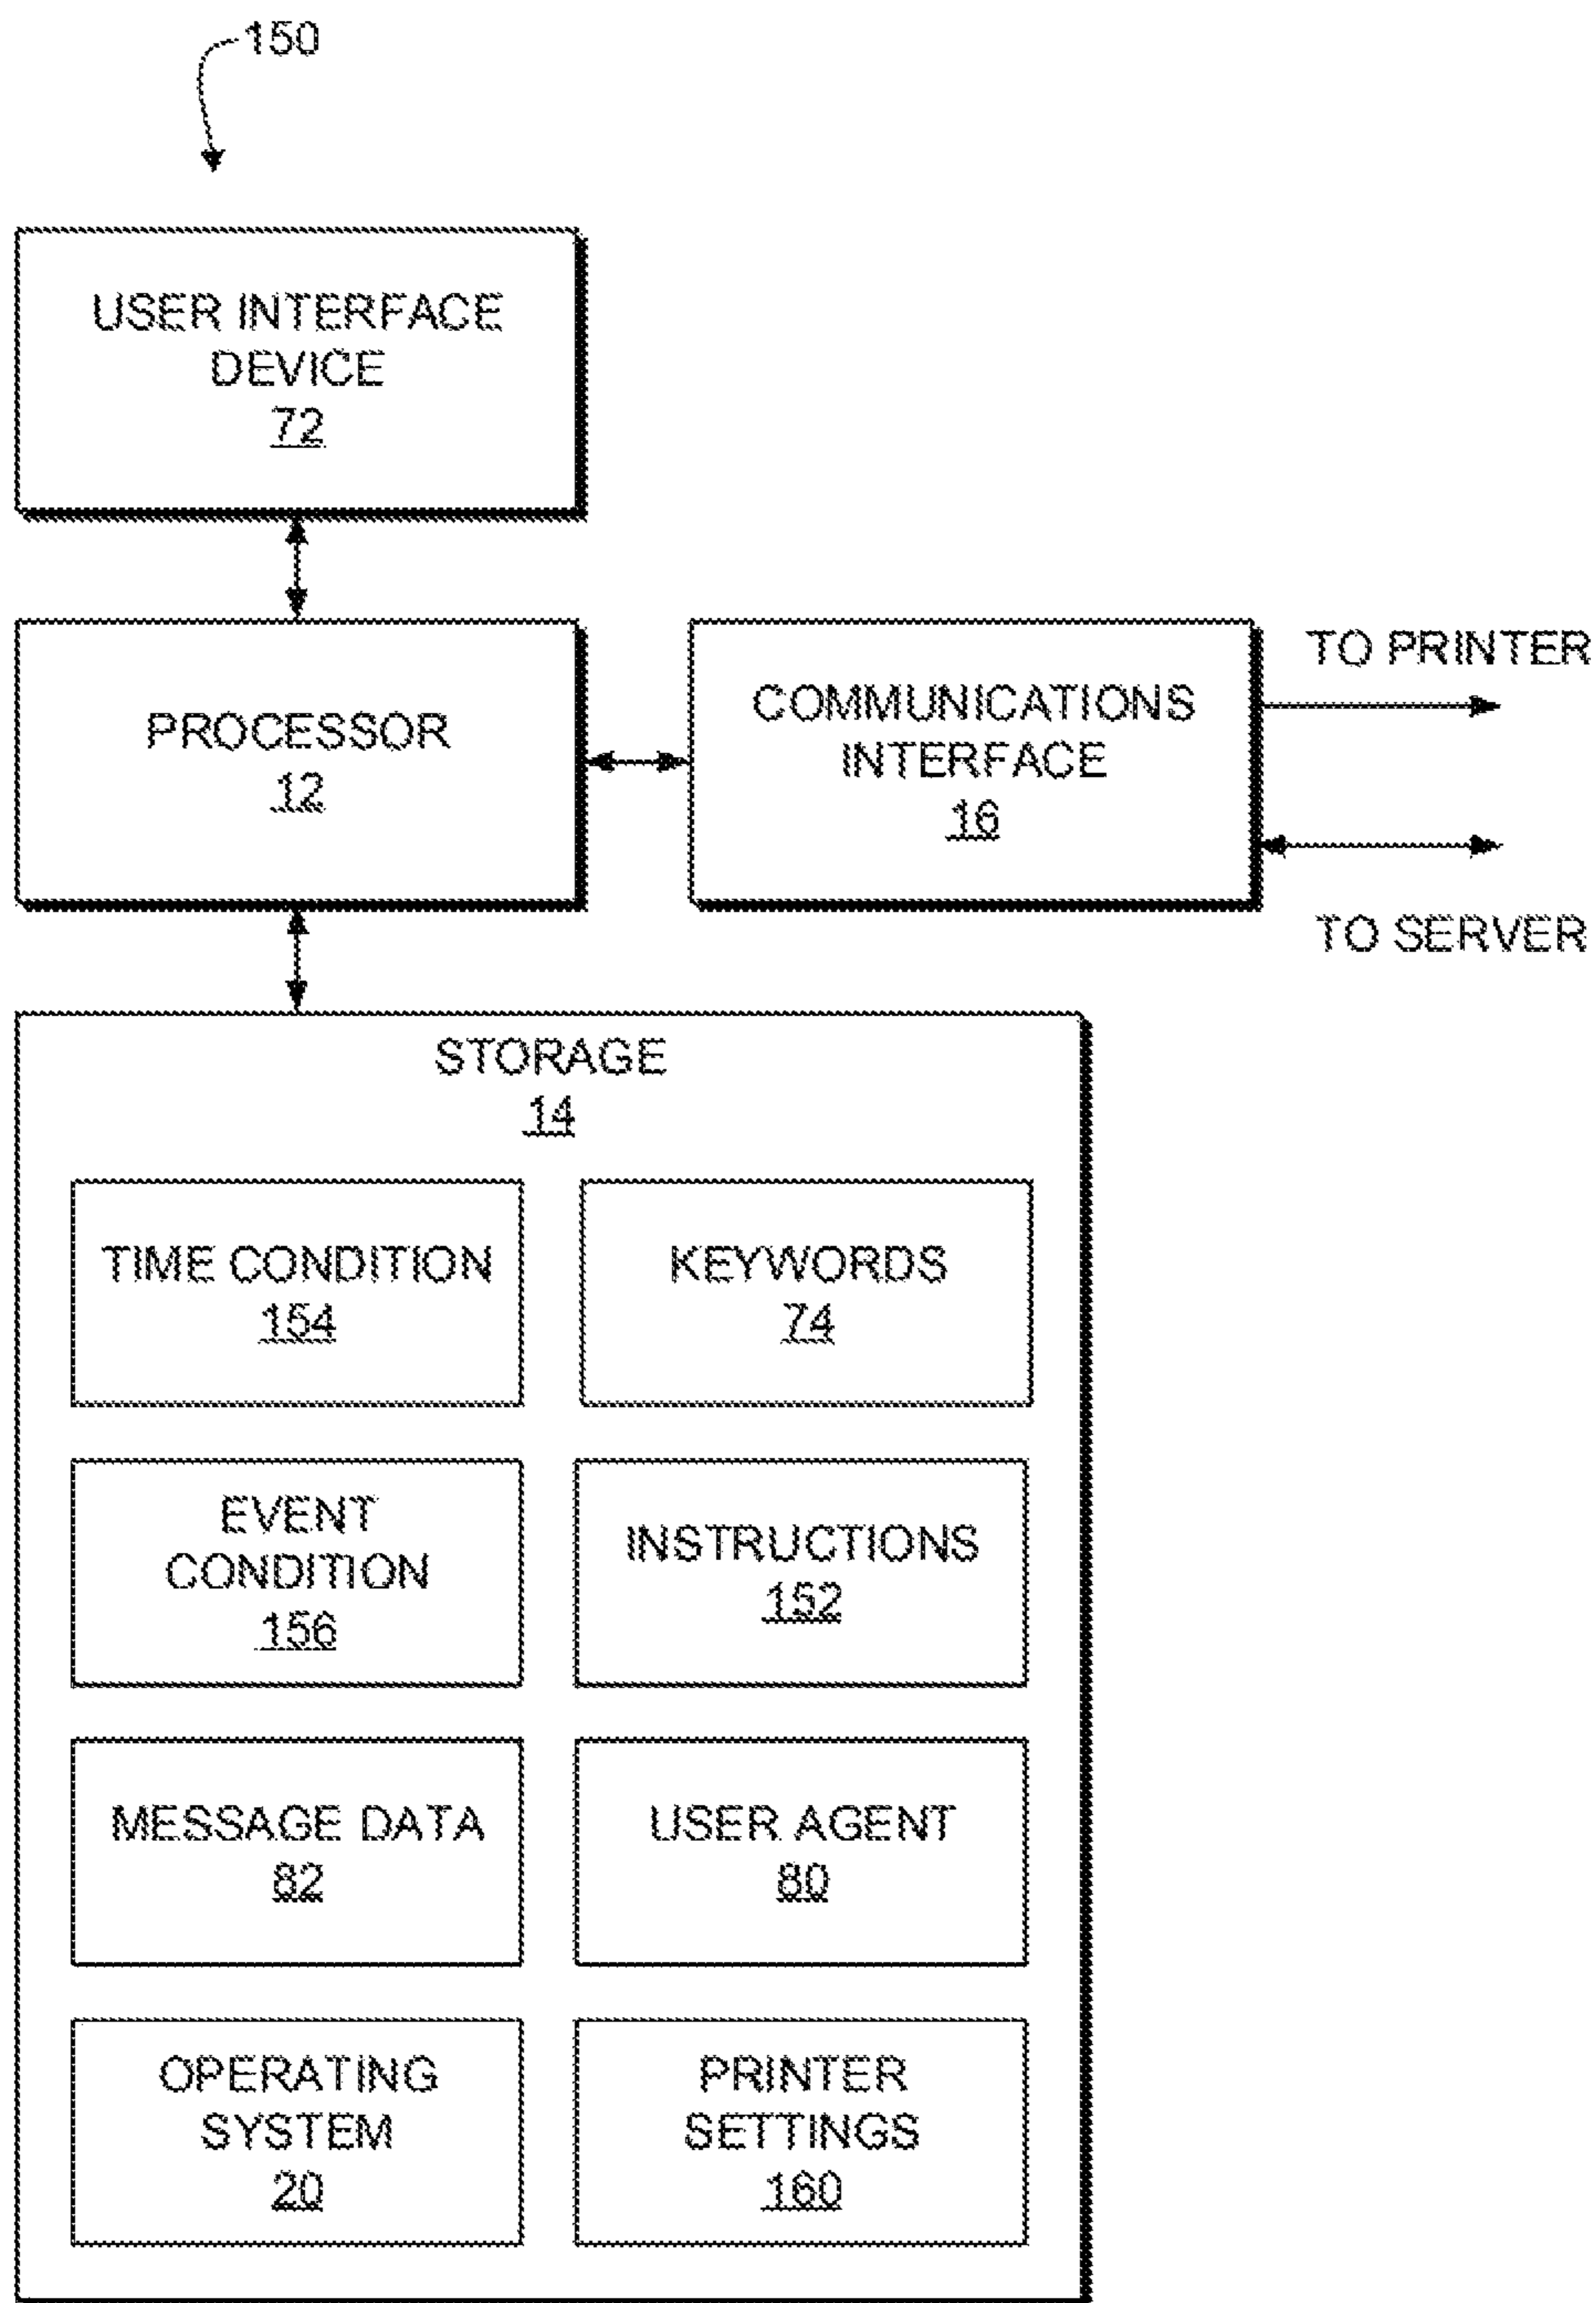 150
USER INTERFACE
DEVICE
72
PROCESSOR
12
COMMUNICATIONS
INTERFACE
16
TO PRINTER
TO SERVER
STORAGE
14
TIME CONDITION
154
KEYWORDS
74
EVENT
CONDITION
156
INSTRUCTIONS
152
MESSAGE DATA
82
USER AGENT
80
OPERATING
SYSTEM
20
PRINTER
SETTINGS
160